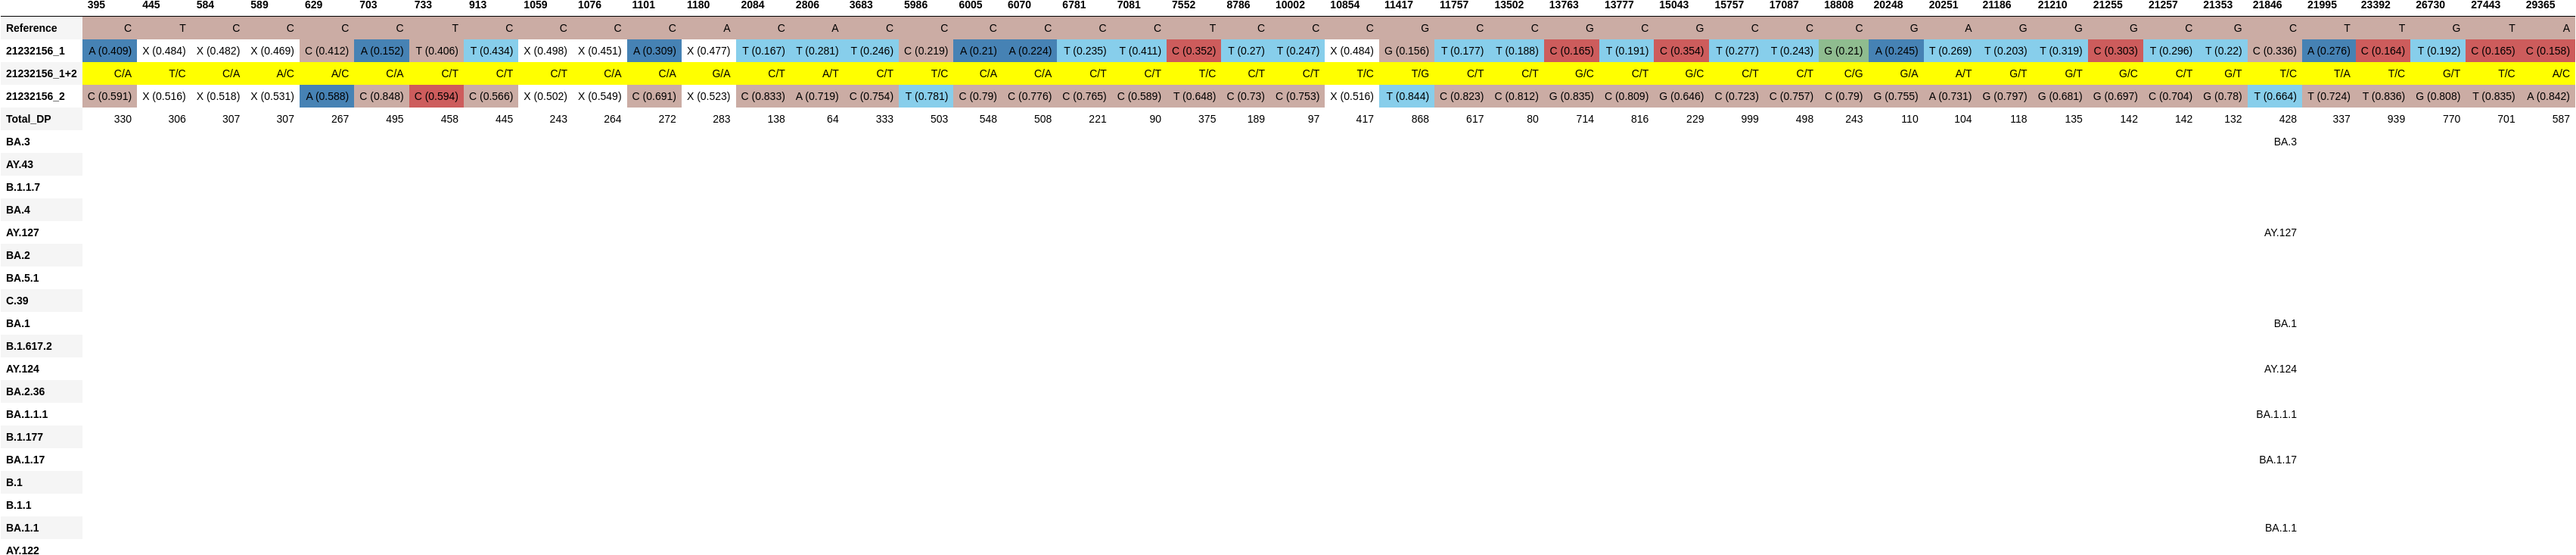 395 445 584 589 629 703 733 913 1059 1076 1101 1180 2084 2806 3683 5986 6005 6070 6781 7081 7552 8786 10002 10854 11417 11757 13502 13763 13777 15043 15757 17087 18808 20248 20251 21186 21210 21255 21257 21353 21846 21995 23392 26730 27443 29365
Reference C T C C C C T C C C C A C A C C C C C C T C C C G C C G C G C C C G A G G G C G C T T G T A
21232156_1 A (0.409) X (0.484) X (0.482) X (0.469) C (0.412) A (0.152) T (0.406) T (0.434) X (0.498) X (0.451) A (0.309) X (0.477) T (0.167) T (0.281) T (0.246) C (0.219) A (0.21) A (0.224) T (0.235) T (0.411) C (0.352) T (0.27) T (0.247) X (0.484) G (0.156) T (0.177) T (0.188) C (0.165) T (0.191) C (0.354) T (0.277) T (0.243) G (0.21) A (0.245) T (0.269) T (0.203) T (0.319) C (0.303) T (0.296) T (0.22) C (0.336) A (0.276) C (0.164) T (0.192) C (0.165) C (0.158)
21232156_1+2 C/A T/C C/A A/C A/C C/A C/T C/T C/T C/A C/A G/A C/T A/T C/T T/C C/A C/A C/T C/T T/C C/T C/T T/C T/G C/T C/T G/C C/T G/C C/T C/T C/G G/A A/T G/T G/T G/C C/T G/T T/C T/A T/C G/T T/C A/C
21232156_2 C (0.591) X (0.516) X (0.518) X (0.531) A (0.588) C (0.848) C (0.594) C (0.566) X (0.502) X (0.549) C (0.691) X (0.523) C (0.833) A (0.719) C (0.754) T (0.781) C (0.79) C (0.776) C (0.765) C (0.589) T (0.648) C (0.73) C (0.753) X (0.516) T (0.844) C (0.823) C (0.812) G (0.835) C (0.809) G (0.646) C (0.723) C (0.757) C (0.79) G (0.755) A (0.731) G (0.797) G (0.681) G (0.697) C (0.704) G (0.78) T (0.664) T (0.724) T (0.836) G (0.808) T (0.835) A (0.842)
Total_DP 330 306 307 307 267 495 458 445 243 264 272 283 138 64 333 503 548 508 221 90 375 189 97 417 868 617 80 714 816 229 999 498 243 110 104 118 135 142 142 132 428 337 939 770 701 587
BA.3 BA.3
AY.43
B.1.1.7
BA.4
AY.127 AY.127
BA.2
BA.5.1
C.39
BA.1 BA.1
B.1.617.2
AY.124 AY.124
BA.2.36
BA.1.1.1 BA.1.1.1
B.1.177
BA.1.17 BA.1.17
B.1
B.1.1
BA.1.1 BA.1.1
AY.122